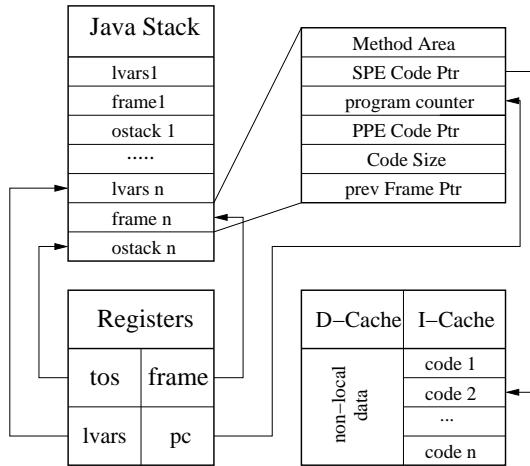 Java Stack
lvars1
frame1
ostack 1
.....
lvars n
frame n
ostack n
Method Area
SPE Code Ptr
program counter
PPE Code Ptr
Code Size
prev Frame Ptr
Registers
tos
frame
lvars
pc
D−Cache
I−Cache
non−local
data
code 1
code 2
...
code n